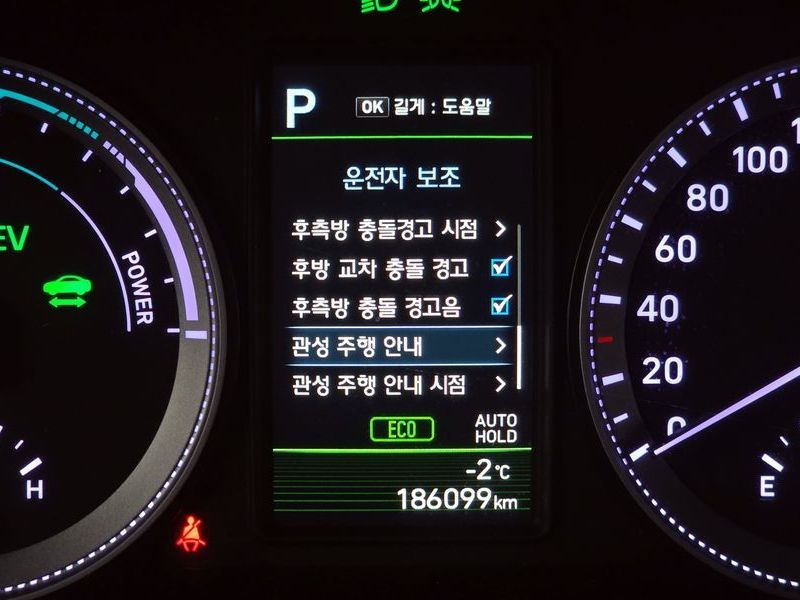 P
OK 길게 : 도움말
운전자 보조
후측방 충돌경고 시점
후방 교차 충돌 경고
후측방 충돌 경고음
관성 주행 안내
관성 주행 안내 시점
ECO
AUTO HOLD
-2℃
186099km
EV
POWER
H
100
80
60
40
20
0
E